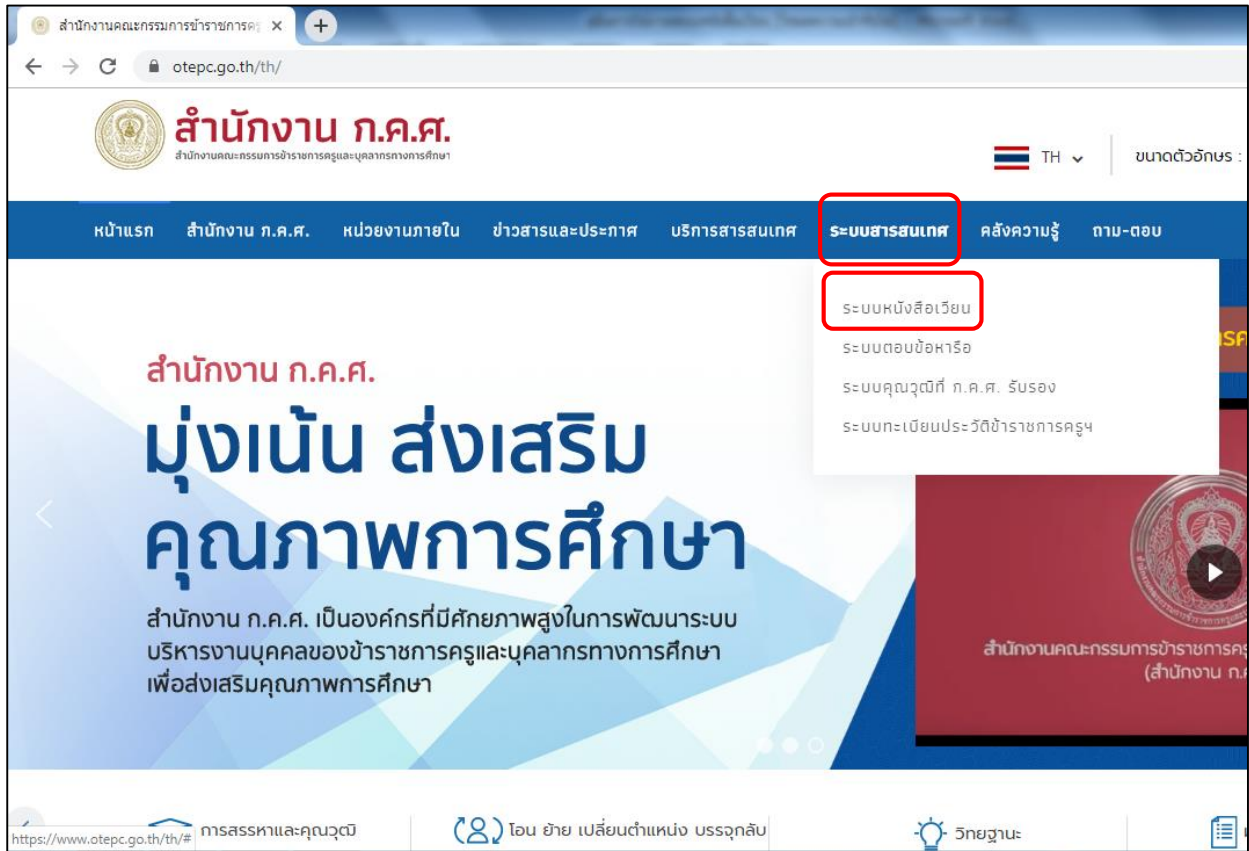 สำนักงานคณะกรรมการข้าราชการครู
otepc.go.th/th/
สำนักงาน ก.ค.ศ.
สำนักงานคณะกรรมการข้าราชการครูและบุคลากรทางการศึกษา
TH
ขนาดตัวอักษร :
หน้าแรก สำนักงาน ก.ค.ศ. หน่วยงานภายใน ข่าวสารและประกาศ บริการสารสนเทศ ระบบสารสนเทศ คลังความรู้ ถาม-ตอบ
ระบบหนังสือเวียน
ระบบตอบข้อหารือ
ระบบคุณวุฒิที่ ก.ค.ศ. รับรอง
ระบบทะเบียนประวัติข้าราชการครูฯ
สำนักงาน ก.ค.ศ.
มุ่งเน้น ส่งเสริม
คุณภาพการศึกษา
สำนักงาน ก.ค.ศ. เป็นองค์กรที่มีศักยภาพสูงในการพัฒนาระบบ
บริหารงานบุคคลของข้าราชการครูและบุคลากรทางการศึกษา
เพื่อส่งเสริมคุณภาพการศึกษา
สำนักงานคณะกรรมการข้าราชการครู
(สำนักงาน ก.ค
การสรรหาและคุณวุฒิ โอน ย้าย เปลี่ยนตำแหน่ง บรรจุกลับ วิทยฐานะ
https://www.otepc.go.th/th/#